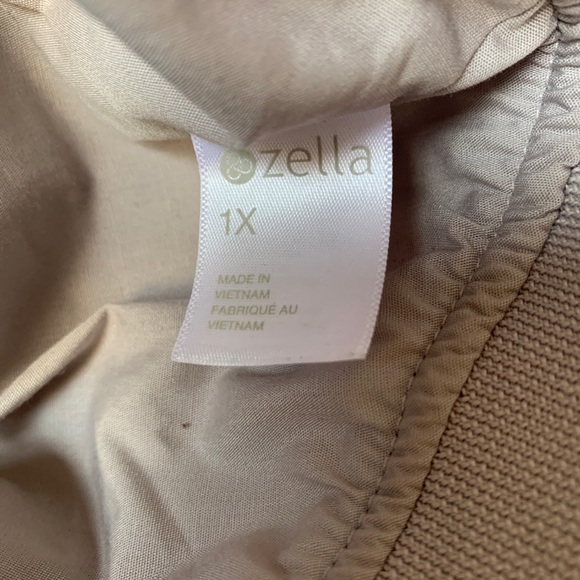 zella
1X
MADE IN
VIETNAM
FABRIQUÉ AU
VIETNAM